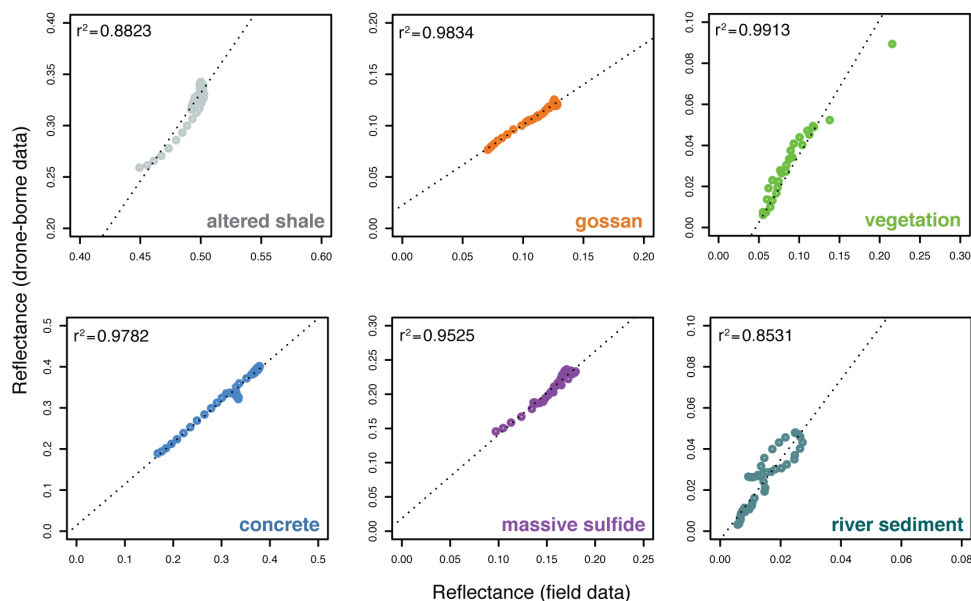 Reflectance (drone-borne data)
r²=0.8823
0.40
0.35
0.30
0.25
0.20
altered shale
0.40 0.45 0.50 0.55 0.60
r²=0.9834
0.20
0.15
0.10
0.05
0.00
gossan
0.00 0.05 0.10 0.15 0.20
r²=0.9913
0.10
0.08
0.06
0.04
0.02
0.00
vegetation
0.00 0.05 0.10 0.15 0.20 0.25 0.30
r²=0.9782
0.5
0.4
0.3
0.2
0.1
0.0
concrete
0.0 0.1 0.2 0.3 0.4 0.5
r²=0.9525
0.30
0.25
0.20
0.15
0.10
0.05
0.00
massive sulfide
0.00 0.05 0.10 0.15 0.20 0.25
r²=0.8531
0.10
0.08
0.06
0.04
0.02
0.00
river sediment
0.00 0.02 0.04 0.06 0.08
Reflectance (field data)